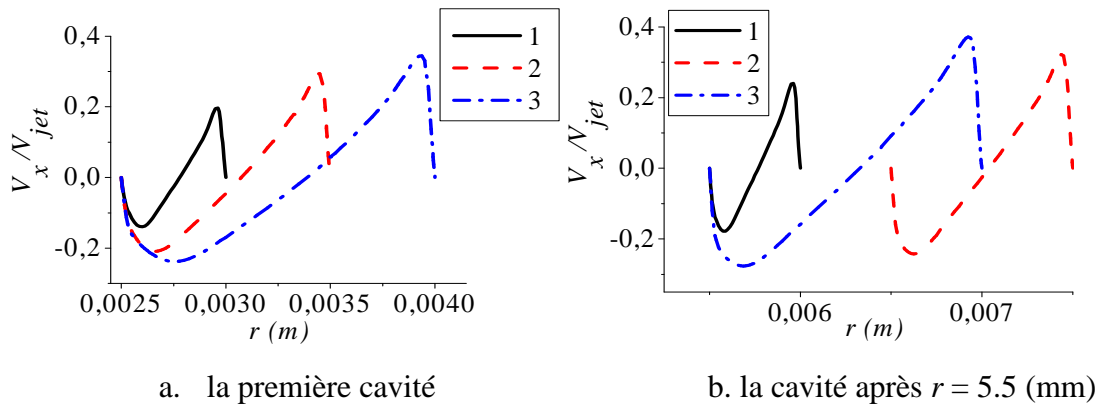 0,4
0,2
0,0
-0,2
V_x/V_jet
0,0025 0,0030 0,0035 0,0040
r (m)
1
2
3
0,4
0,2
0,0
-0,2
V_x/V_jet
0,006 0,007
r (m)
1
2
3
a. la première cavité
b. la cavité après r = 5.5 (mm)